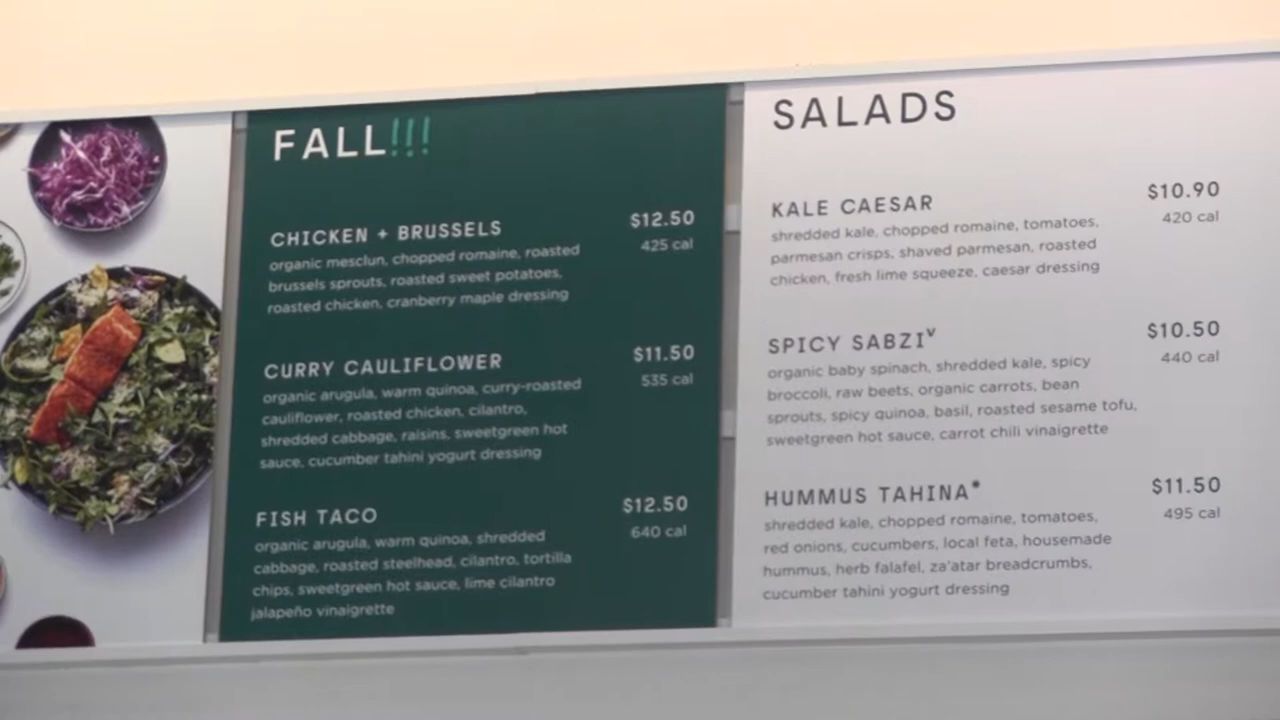 FALL!!!
CHICKEN + BRUSSELS $12.50
organic mesclun, chopped romaine, roasted 425 cal
brussels sprouts, roasted sweet potatoes,
roasted chicken, cranberry maple dressing
CURRY CAULIFLOWER $11.50
organic arugula, warm quinoa, curry-roasted 535 cal
cauliflower, roasted chicken, cilantro,
shredded cabbage, raisins, sweetgreen hot
sauce, cucumber tahini yogurt dressing
FISH TACO $12.50
organic arugula, warm quinoa, shredded 640 cal
cabbage, roasted steelhead, cilantro, tortilla
chips, sweetgreen hot sauce, lime cilantro
jalapeño vinaigrette
SALADS
KALE CAESAR $10.90
shredded kale, chopped romaine, tomatoes, 420 cal
parmesan crisps, shaved parmesan, roasted
chicken, fresh lime squeeze, caesar dressing
SPICY SABZIᵛ $10.50
organic baby spinach, shredded kale, spicy 440 cal
broccoli, raw beets, organic carrots, bean
sprouts, spicy quinoa, basil, roasted sesame tofu,
sweetgreen hot sauce, carrot chili vinaigrette
HUMMUS TAHINA* $11.50
shredded kale, chopped romaine, tomatoes, 495 cal
red onions, cucumbers, local feta, housemade
hummus, herb falafel, za'atar breadcrumbs,
cucumber tahini yogurt dressing